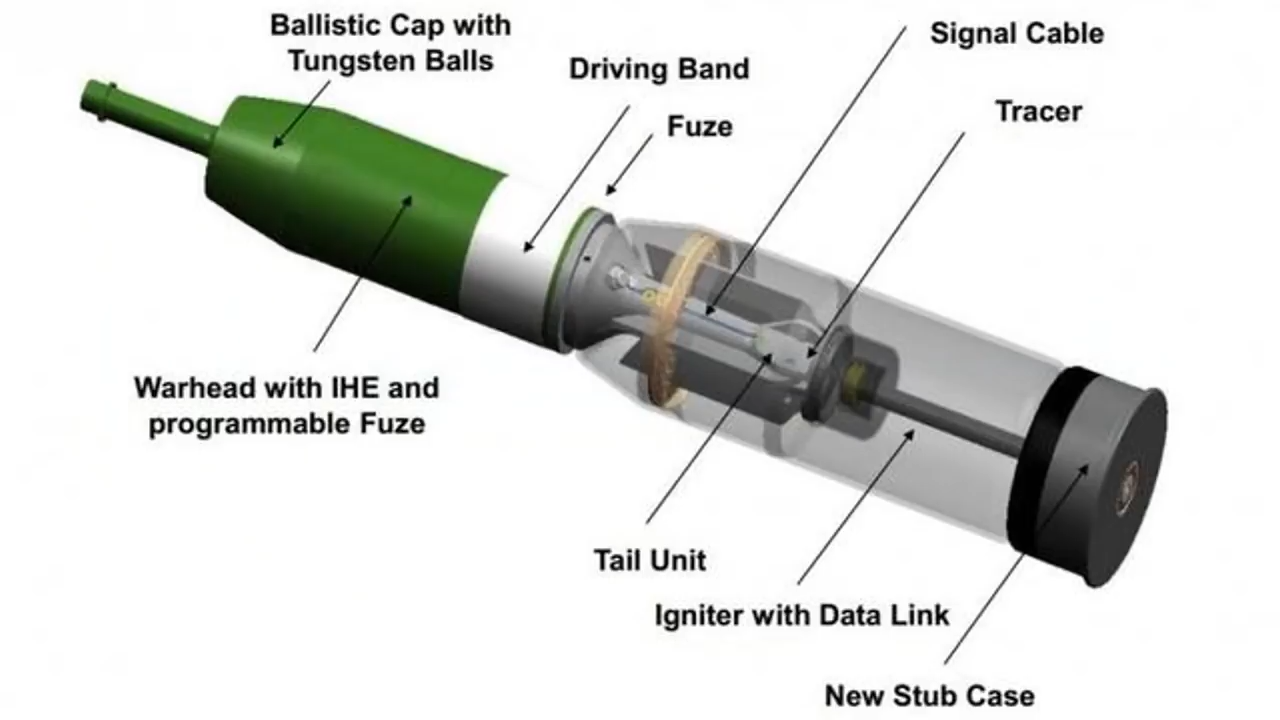 Ballistic Cap with
Tungsten Balls
Signal Cable
Driving Band
Tracer
Fuze
Warhead with IHE and
programmable Fuze
Tail Unit
Igniter with Data Link
New Stub Case